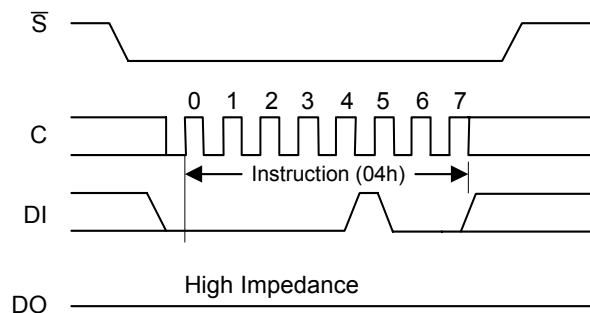 S̅
0 1 2 3 4 5 6 7
C
Instruction (04h)
DI
High Impedance
DO